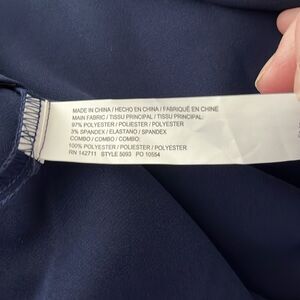 MADE IN CHINA / HECHO EN CHINA / FABRIQUÉ EN CHINE
MAIN FABRIC / TISSU PRINCIPAL / TISSU PRINCIPAL:
97% POLYESTER / POLIESTER / POLYESTER
3% SPANDEX / ELASTANO / SPANDEX
COMBO / COMBO / COMBO:
100% POLYESTER / POLIESTER / POLYESTER
RN 142711 STYLE 5093 PO 10554